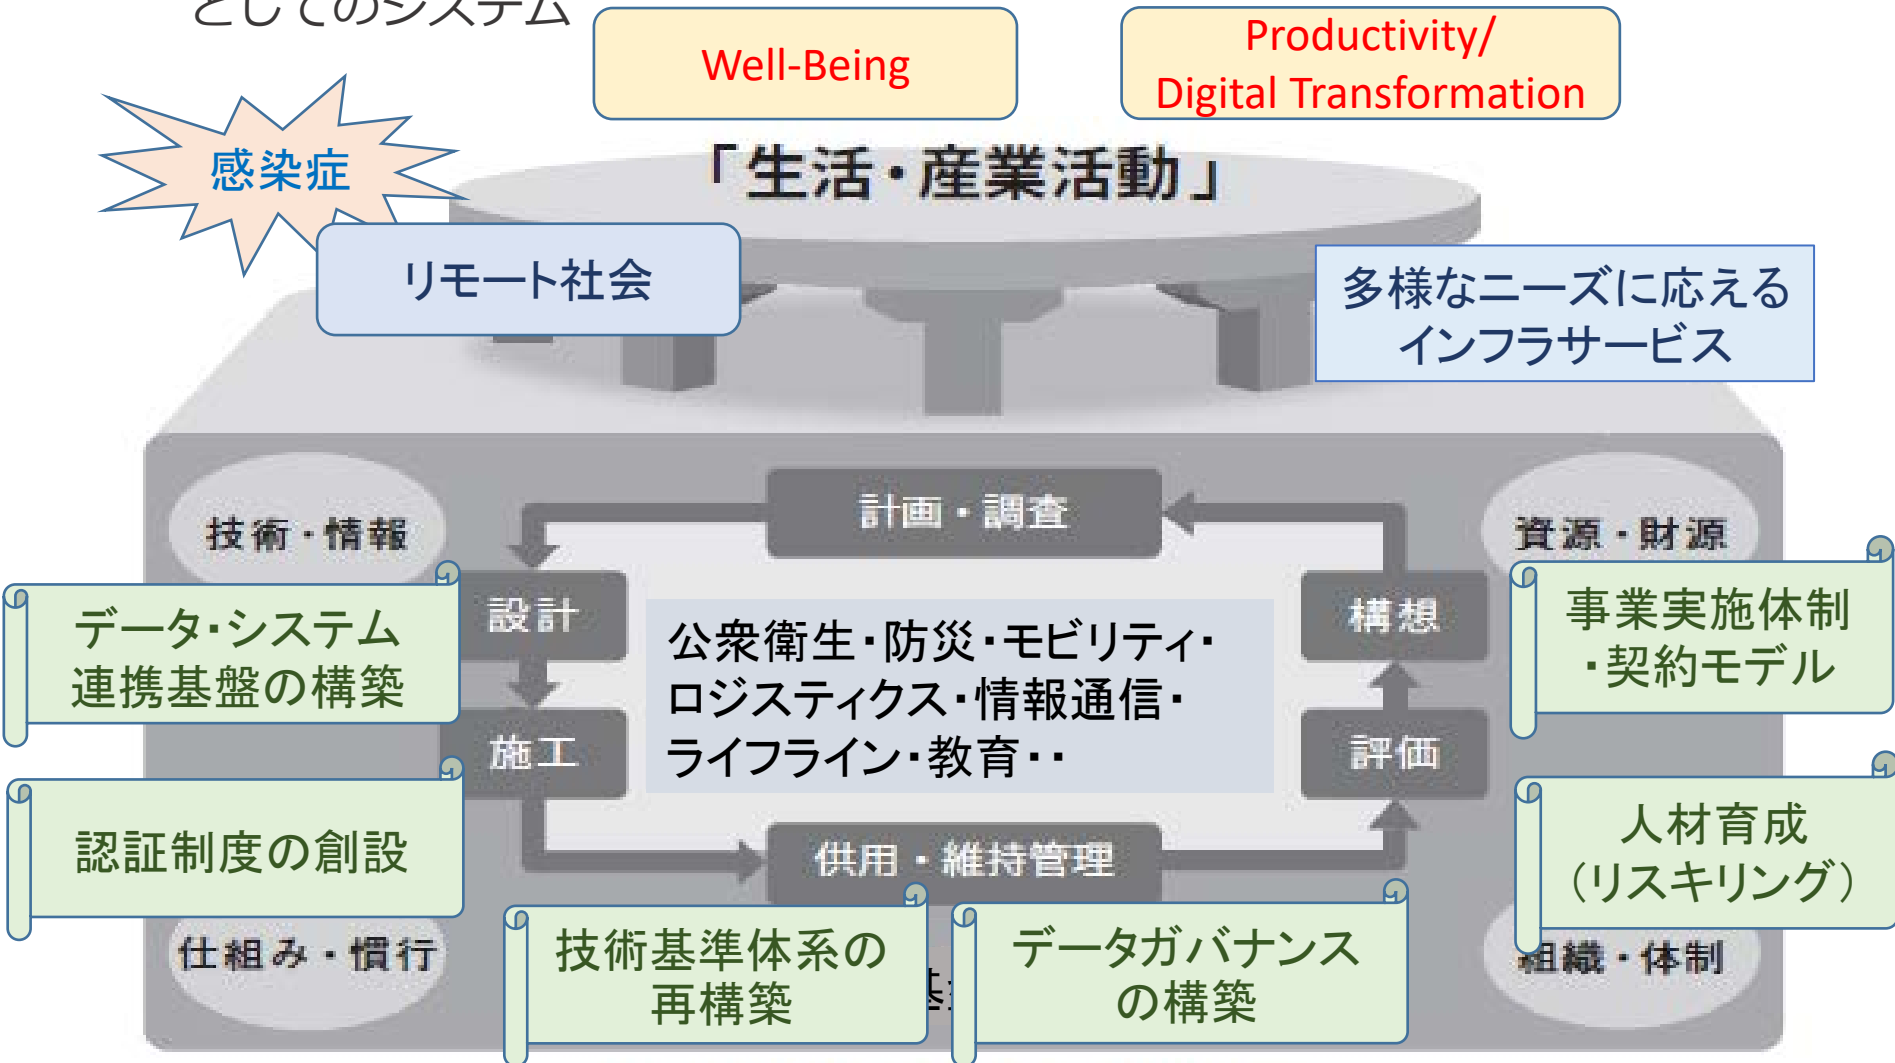 としてのシステム
Well-Being
Productivity/
Digital Transformation
感染症
「生活・産業活動」
リモート社会
多様なニーズに応える
インフラサービス
技術・情報
計画・調査
資源・財源
データ・システム
連携基盤の構築
設計
構想
事業実施体制
・契約モデル
公衆衛生・防災・モビリティ・
ロジスティクス・情報通信・
ライフライン・教育・・
施工
評価
認証制度の創設
供用・維持管理
人材育成
（リスキリング）
仕組み・慣行
技術基準体系の
再構築
データガバナンス
の構築
組織・体制